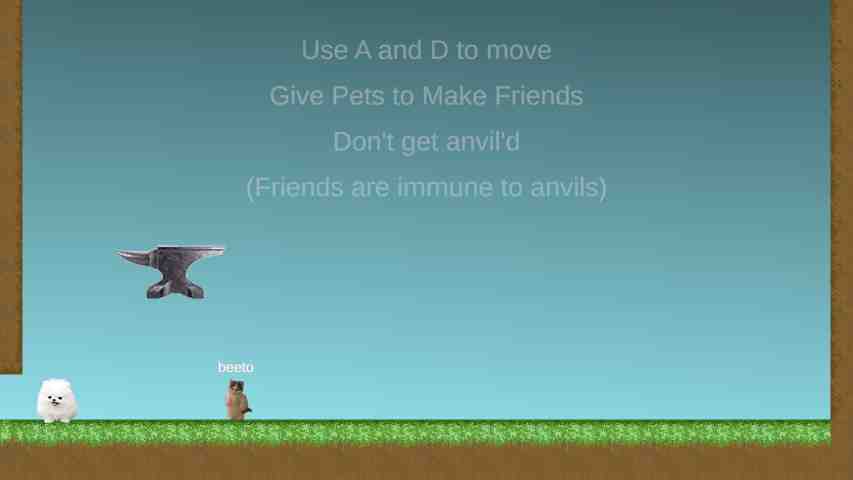 Use A and D to move
Give Pets to Make Friends
Don't get anvil'd
(Friends are immune to anvils)
beeto